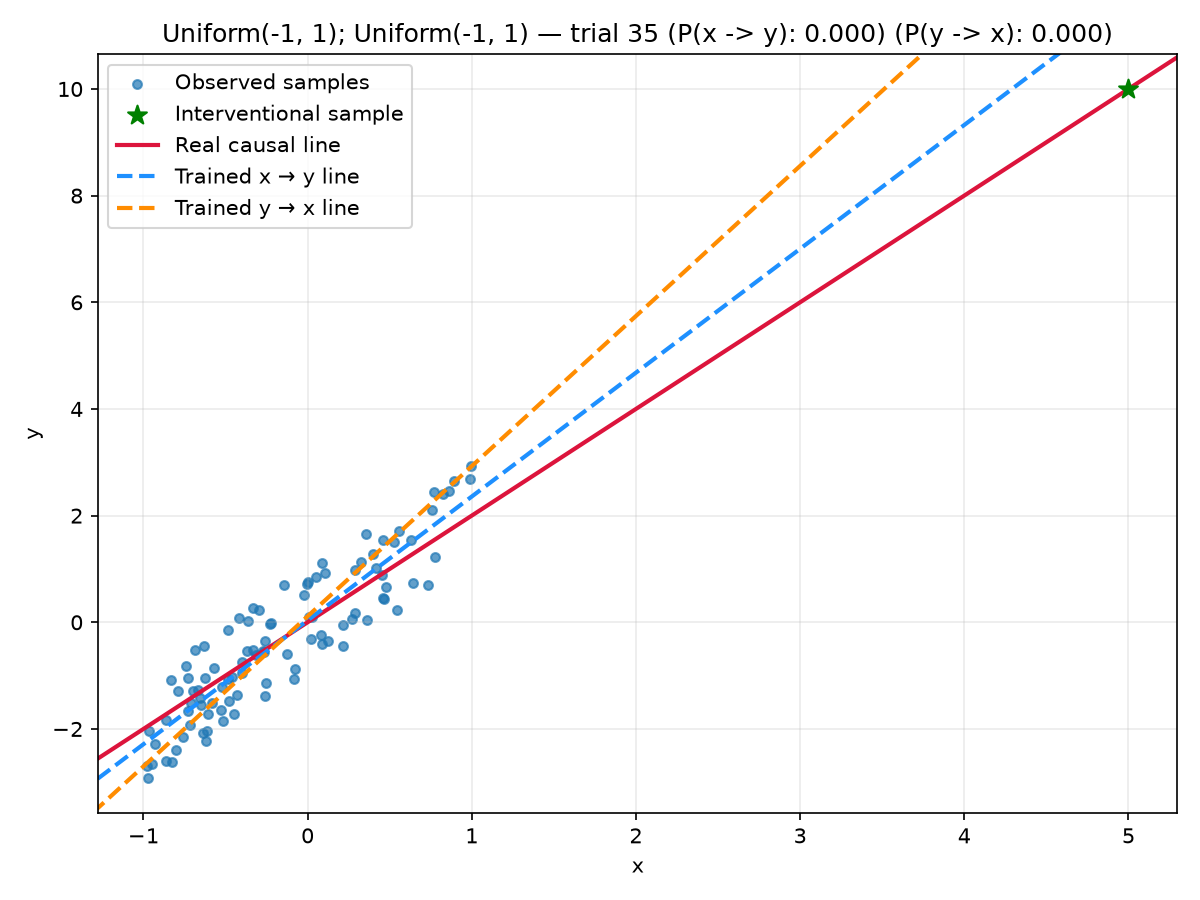 Uniform(-1, 1); Uniform(-1, 1) — trial 35 (P(x -> y): 0.000) (P(y -> x): 0.000)
Observed samples
Interventional sample
Real causal line
Trained x → y line
Trained y → x line
10
8
6
4
2
0
−2
y
−1 0 1 2 3 4 5
x